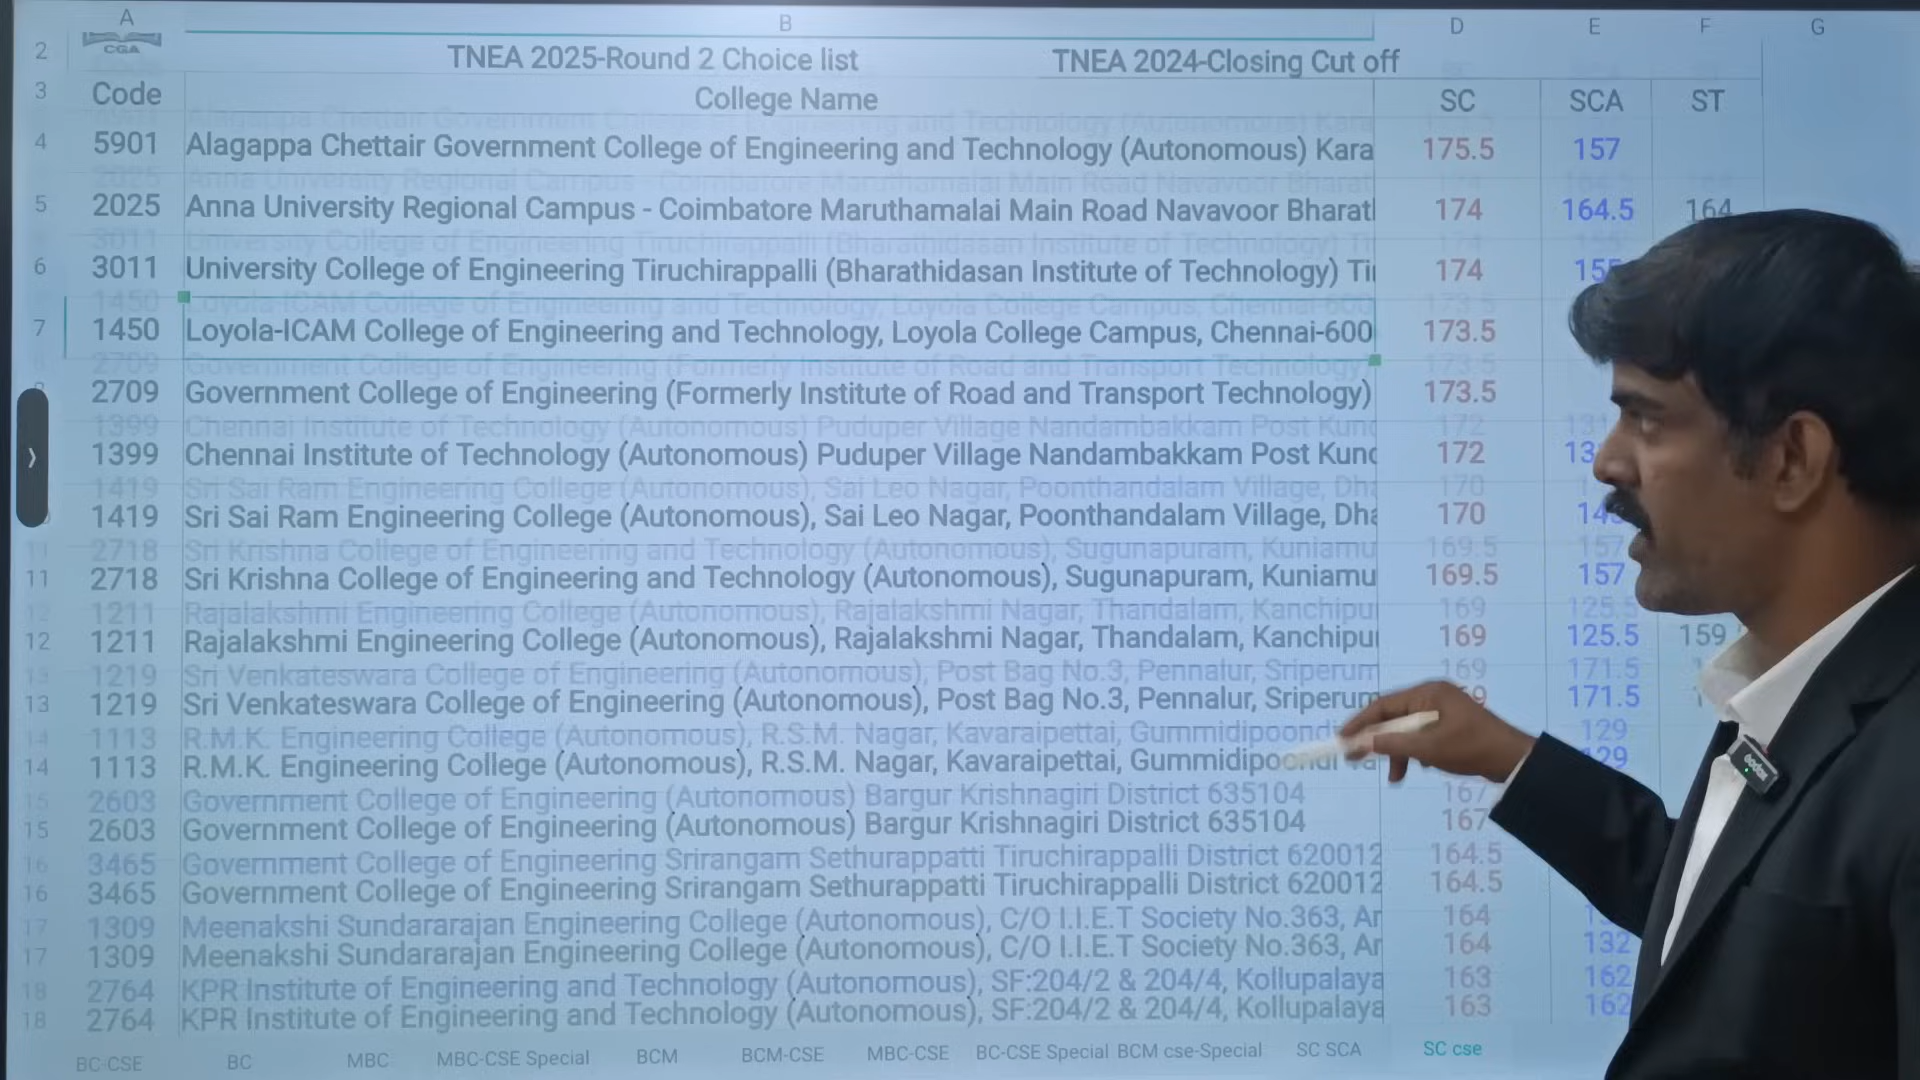 A B D E F G
CGA
2 TNEA 2025-Round 2 Choice list TNEA 2024-Closing Cut off
3 Code College Name SC SCA ST
4 5901 Alagappa Chettair Government College of Engineering and Technology (Autonomous) Kara 175.5 157
5 2025 Anna University Regional Campus - Coimbatore Maruthamalai Main Road Navavoor Bharat 174 164.5 164
6 3011 University College of Engineering Tiruchirappalli (Bharathidasan Institute of Technology) Ti 174
7 1450 Loyola-ICAM College of Engineering and Technology, Loyola College Campus, Chennai-600 173.5
2709 Government College of Engineering (Formerly Institute of Road and Transport Technology) 173.5
1399 Chennai Institute of Technology (Autonomous) Puduper Village Nandambakkam Post Kund 172
1419 Sri Sai Ram Engineering College (Autonomous), Sai Leo Nagar, Poonthandalam Village, Dha 170
11 2718 Sri Krishna College of Engineering and Technology (Autonomous), Sugunapuram, Kuniamu 169.5 157
12 1211 Rajalakshmi Engineering College (Autonomous), Rajalakshmi Nagar, Thandalam, Kanchipu 169 125.5 159
13 1219 Sri Venkateswara College of Engineering (Autonomous), Post Bag No.3, Pennalur, Sriperum 171.5
14 1113 R.M.K. Engineering College (Autonomous), R.S.M. Nagar, Kavaraipettai, Gummidipoondi 129
15 2603 Government College of Engineering (Autonomous) Bargur Krishnagiri District 635104 167
16 3465 Government College of Engineering Srirangam Sethurappatti Tiruchirappalli District 620012 164.5
17 1309 Meenakshi Sundararajan Engineering College (Autonomous), C/O I.I.E.T Society No.363, Ar 164 132
18 2764 KPR Institute of Engineering and Technology (Autonomous), SF:204/2 & 204/4, Kollupalaya 163 162
BC-CSE BC MBC MBC-CSE Special BCM BCM-CSE MBC-CSE BC-CSE Special BCM cse-Special SC SCA SC cse
Godox